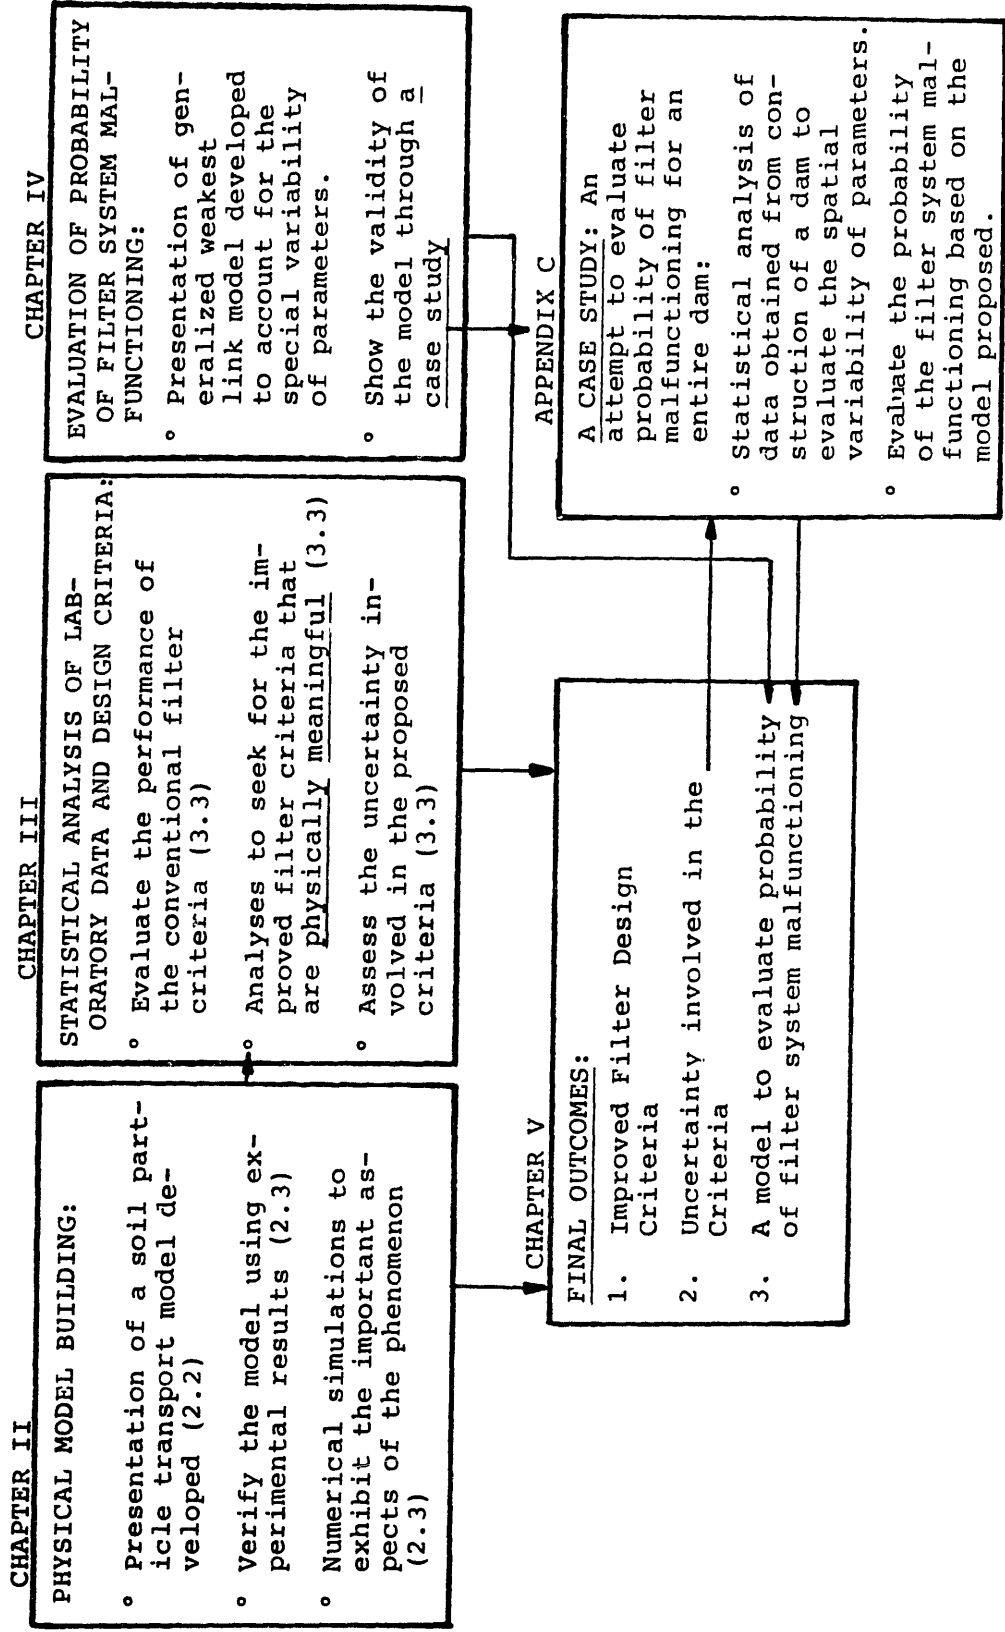 CHAPTER II
PHYSICAL MODEL BUILDING:
° Presentation of a soil part-
icle transport model de-
veloped (2.2)
° Verify the model using ex-
perimental results (2.3)
° Numerical simulations to
exhibit the important as-
pects of the phenomenon
(2.3)
CHAPTER III
STATISTICAL ANALYSIS OF LAB-
ORATORY DATA AND DESIGN CRITERIA:
° Evaluate the performance of
the conventional filter
criteria (3.3)
° Analyses to seek for the im-
proved filter criteria that
are physically meaningful (3.3)
° Assess the uncertainty in-
volved in the proposed
criteria (3.3)
CHAPTER IV
EVALUATION OF PROBABILITY
OF FILTER SYSTEM MAL-
FUNCTIONING:
° Presentation of gen-
eralized weakest
link model developed
to account for the
special variability
of parameters.
° Show the validity of
the model through a
case study
CHAPTER V
FINAL OUTCOMES:
1. Improved Filter Design
Criteria
2. Uncertainty involved in the
Criteria
3. A model to evaluate probability
of filter system malfunctioning
APPENDIX C
A CASE STUDY: An
attempt to evaluate
probability of filter
malfunctioning for an
entire dam:
° Statistical analysis of
data obtained from con-
struction of a dam to
evaluate the spatial
variability of parameters.
° Evaluate the probability
of the filter system mal-
functioning based on the
model proposed.